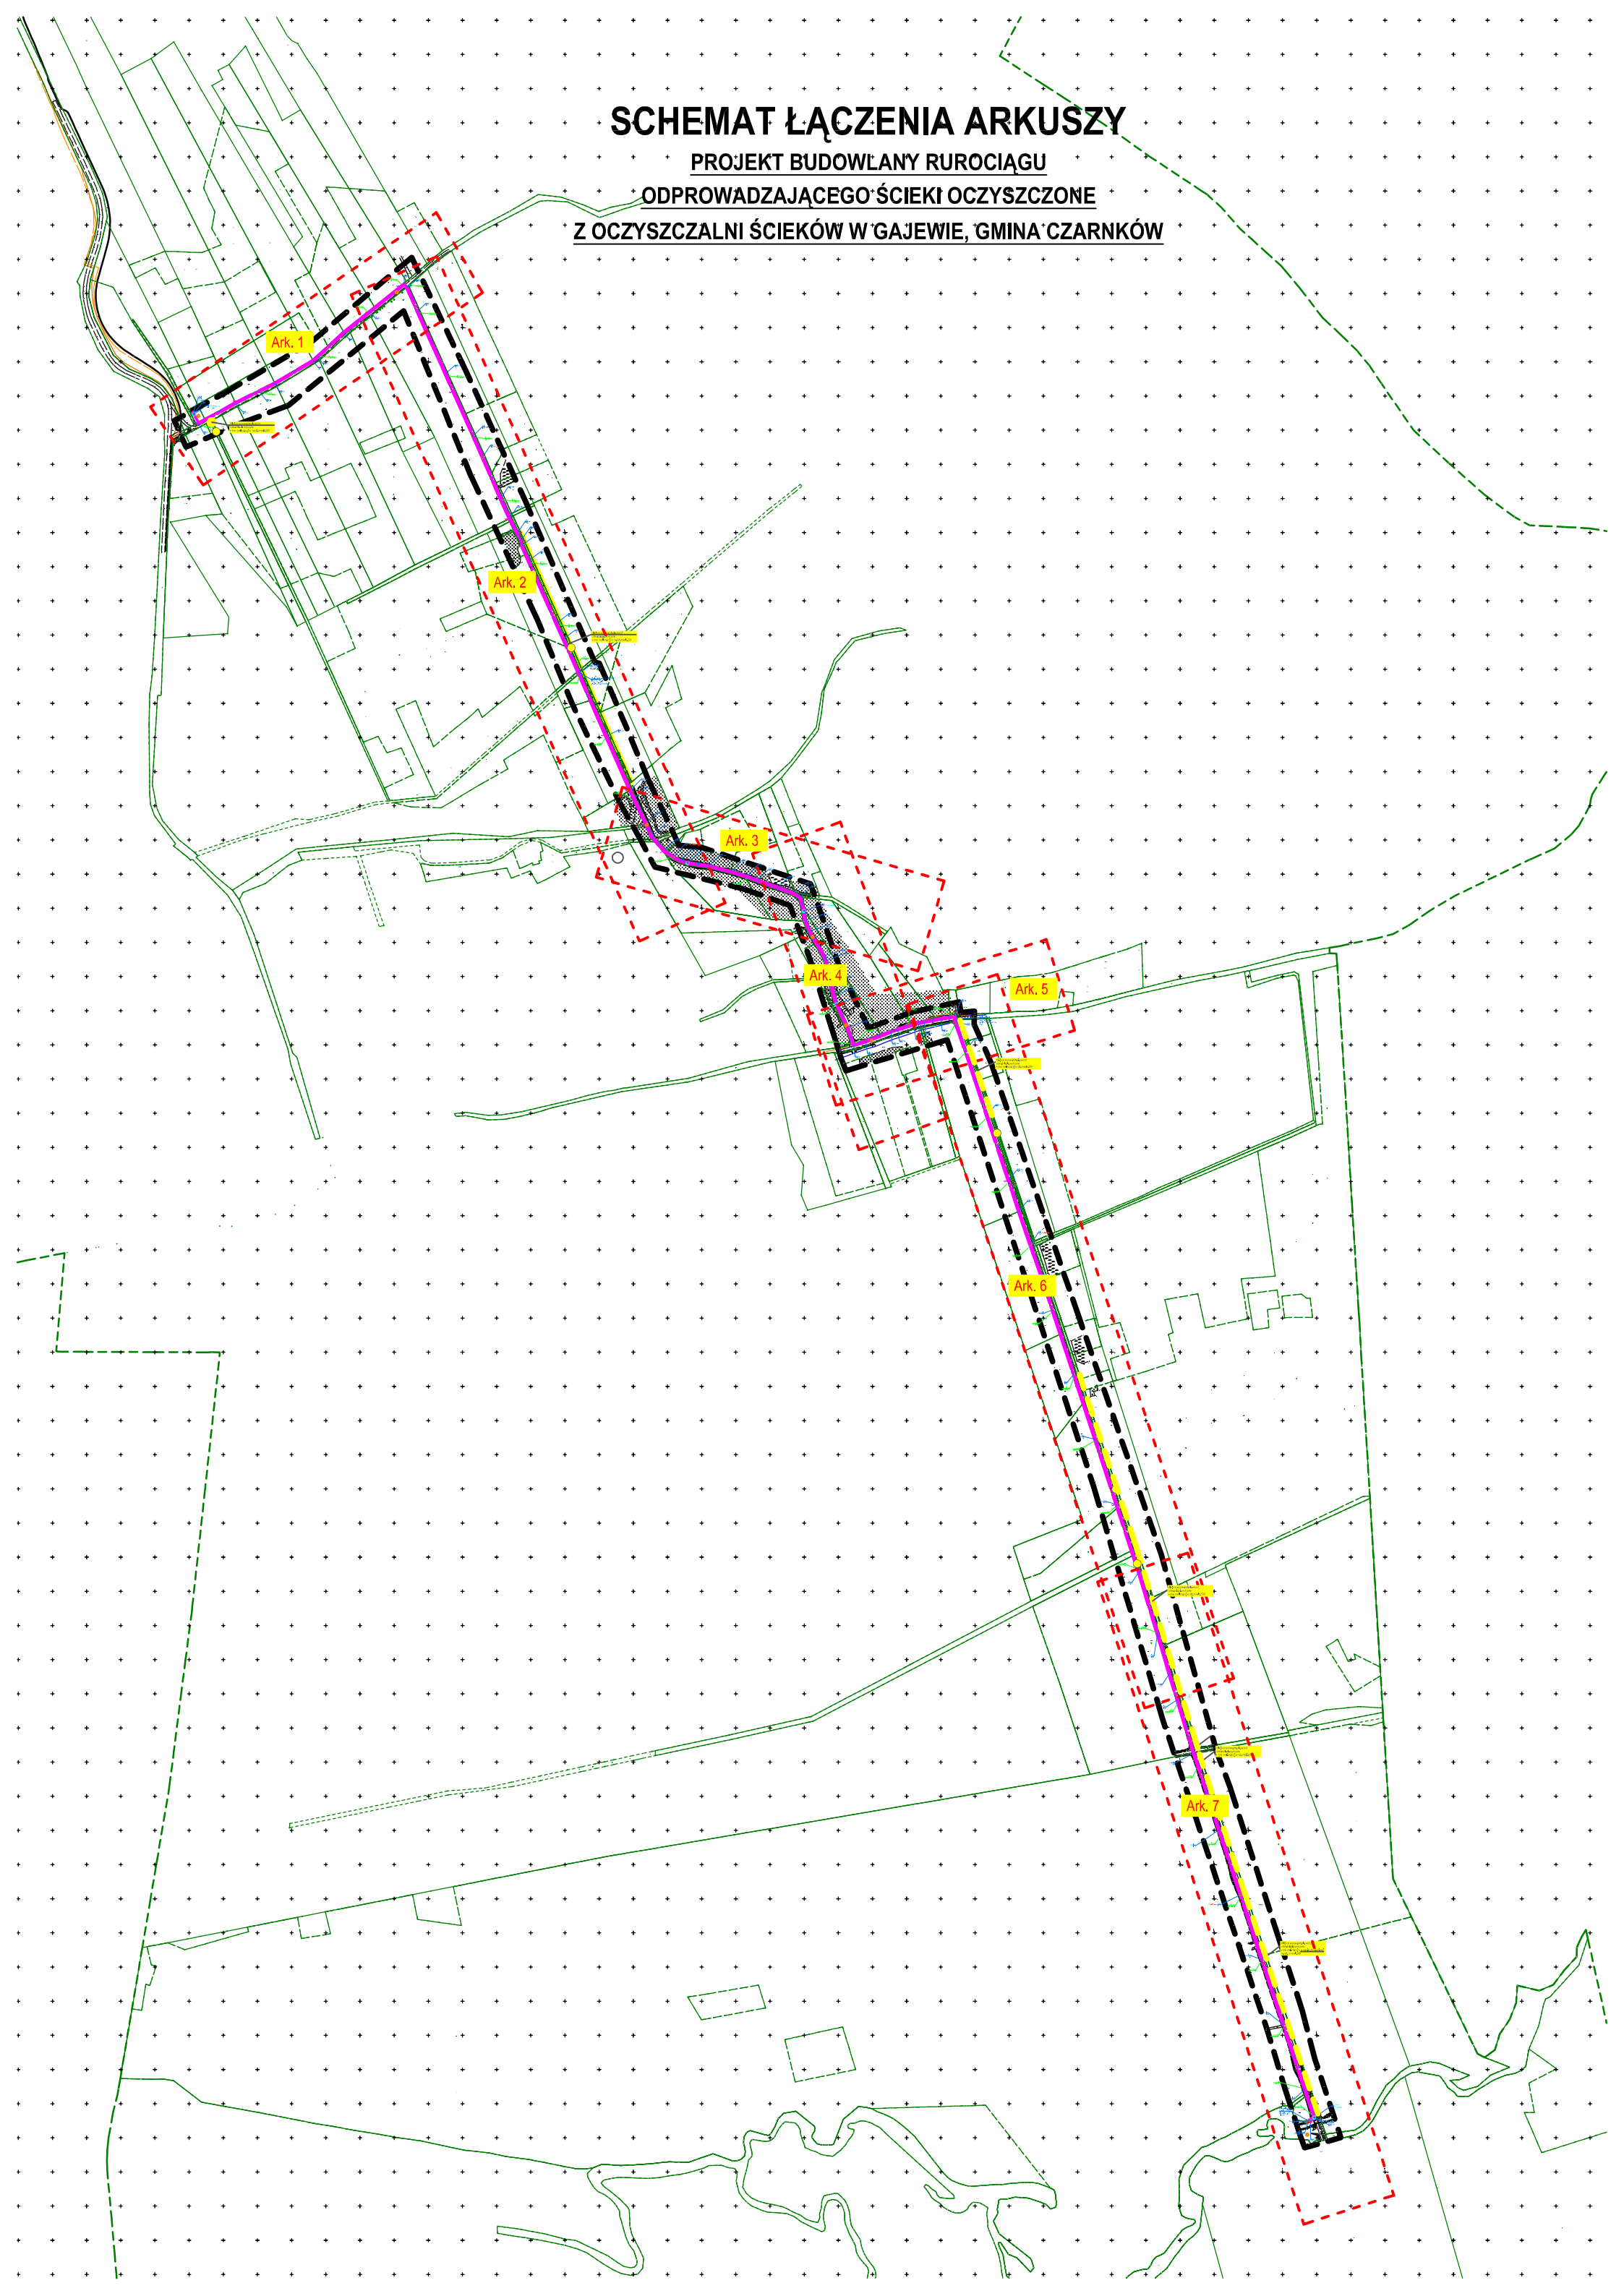 SCHEMAT ŁĄCZENIA ARKUSZY
PROJEKT BUDOWLANY RUROCIĄGU
ODPROWADZAJĄCEGO ŚCIEKI OCZYSZCZONE
Z OCZYSZCZALNI ŚCIEKÓW W GAJEWIE, GMINA CZARNKÓW
Ark. 1
Ark. 2
Ark. 3
Ark. 4
Ark. 5
Ark. 6
Ark. 7